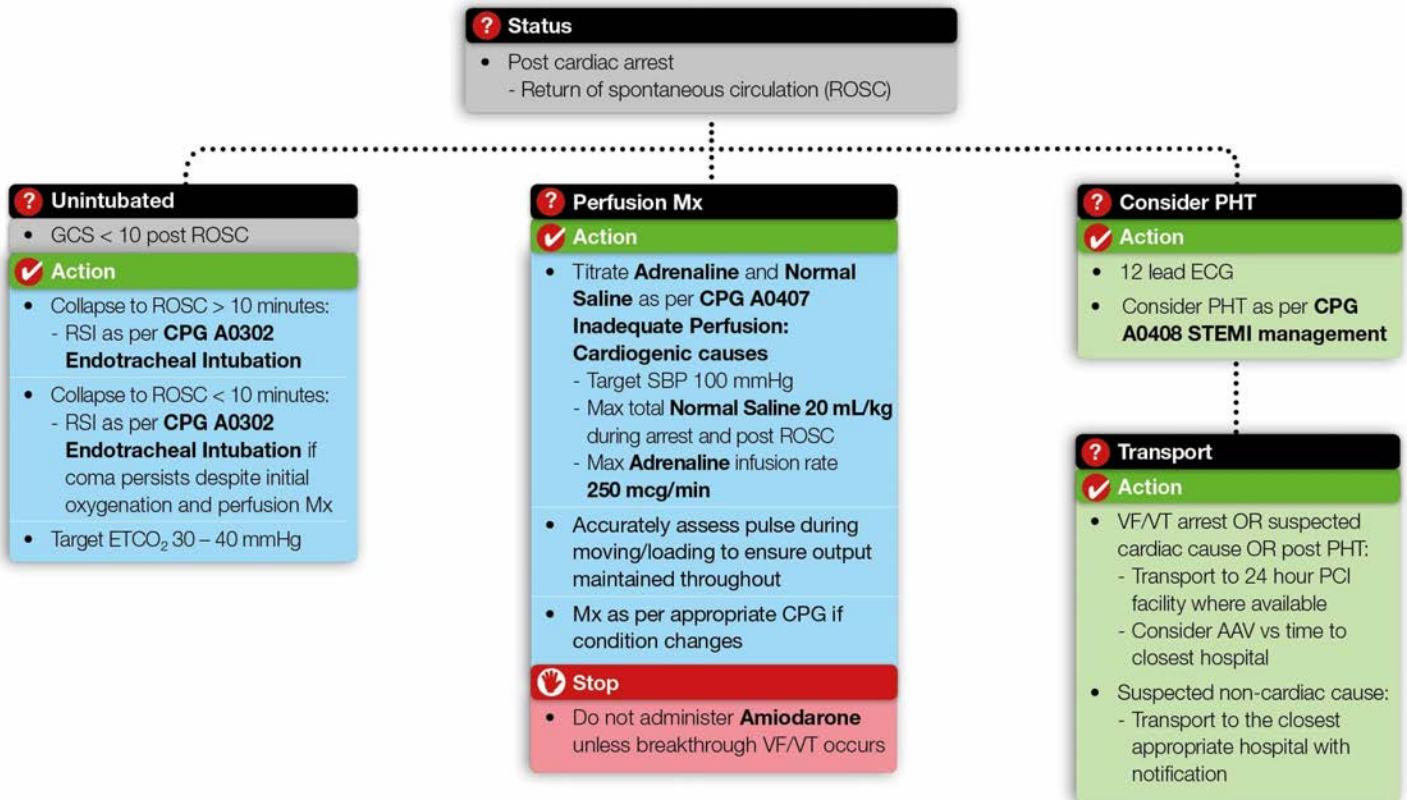 Status
• Post cardiac arrest
- Return of spontaneous circulation (ROSC)
Unintubated
• GCS < 10 post ROSC
Action
• Collapse to ROSC > 10 minutes:
- RSI as per CPG A0302
Endotracheal Intubation
• Collapse to ROSC < 10 minutes:
- RSI as per CPG A0302
Endotracheal Intubation if
coma persists despite initial
oxygenation and perfusion Mx
• Target ETCO₂ 30 – 40 mmHg
Perfusion Mx
Action
• Titrate Adrenaline and Normal
Saline as per CPG A0407
Inadequate Perfusion:
Cardiogenic causes
- Target SBP 100 mmHg
- Max total Normal Saline 20 mL/kg
during arrest and post ROSC
- Max Adrenaline infusion rate
250 mcg/min
• Accurately assess pulse during
moving/loading to ensure output
maintained throughout
• Mx as per appropriate CPG if
condition changes
Stop
• Do not administer Amiodarone
unless breakthrough VF/VT occurs
Consider PHT
Action
• 12 lead ECG
• Consider PHT as per CPG
A0408 STEMI management
Transport
Action
• VF/VT arrest OR suspected
cardiac cause OR post PHT:
- Transport to 24 hour PCI
facility where available
- Consider AAV vs time to
closest hospital
• Suspected non-cardiac cause:
- Transport to the closest
appropriate hospital with
notification